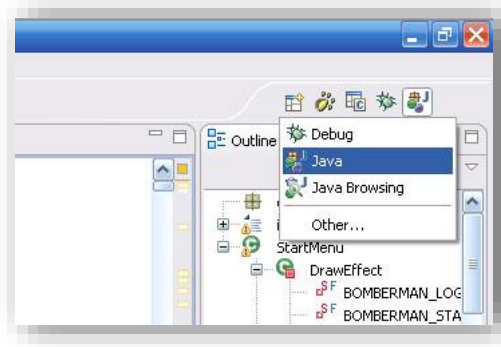 Outline
Debug
Java
Java Browsing
Other...
StartMenu
DrawEffect
BOMBERMAN_LOG
BOMBERMAN_STA